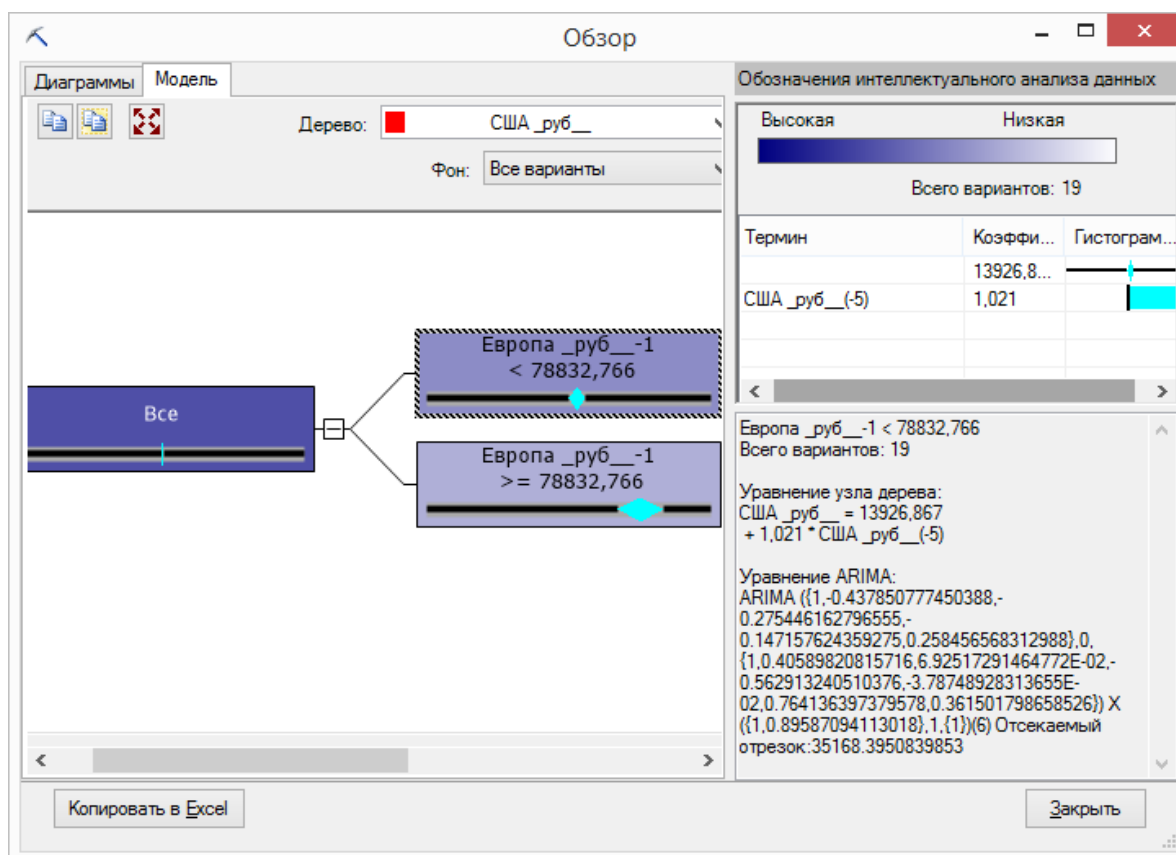 Обзор
Диаграммы
Модель
Дерево:
США _руб__
Фон:
Все варианты
Все
Европа _руб__-1
< 78832,766
Европа _руб__-1
>= 78832,766
Обозначения интеллектуального анализа данных
Высокая
Низкая
Всего вариантов: 19
Термин
Коэффи...
Гистограм...
13926,8...
США _руб__(-5)
1,021
Европа _руб__-1 < 78832,766
Всего вариантов: 19
Уравнение узла дерева:
США _руб__ = 13926,867
+ 1,021 * США _руб__(-5)
Уравнение ARIMA:
ARIMA ({1,-0.437850777450388,-
0.275446162796555,-
0.147157624359275,0.258456568312988},0,
{1,0.40589820815716,6.92517291464772E-02,-
0.562913240510376,-3.78748928313655E-
02,0.764136397379578,0.361501798658526}) X
({1,0.89587094113018},1,{1})(6) Отсекаемый
отрезок:35168.3950839853
Копировать в Excel
Закрыть